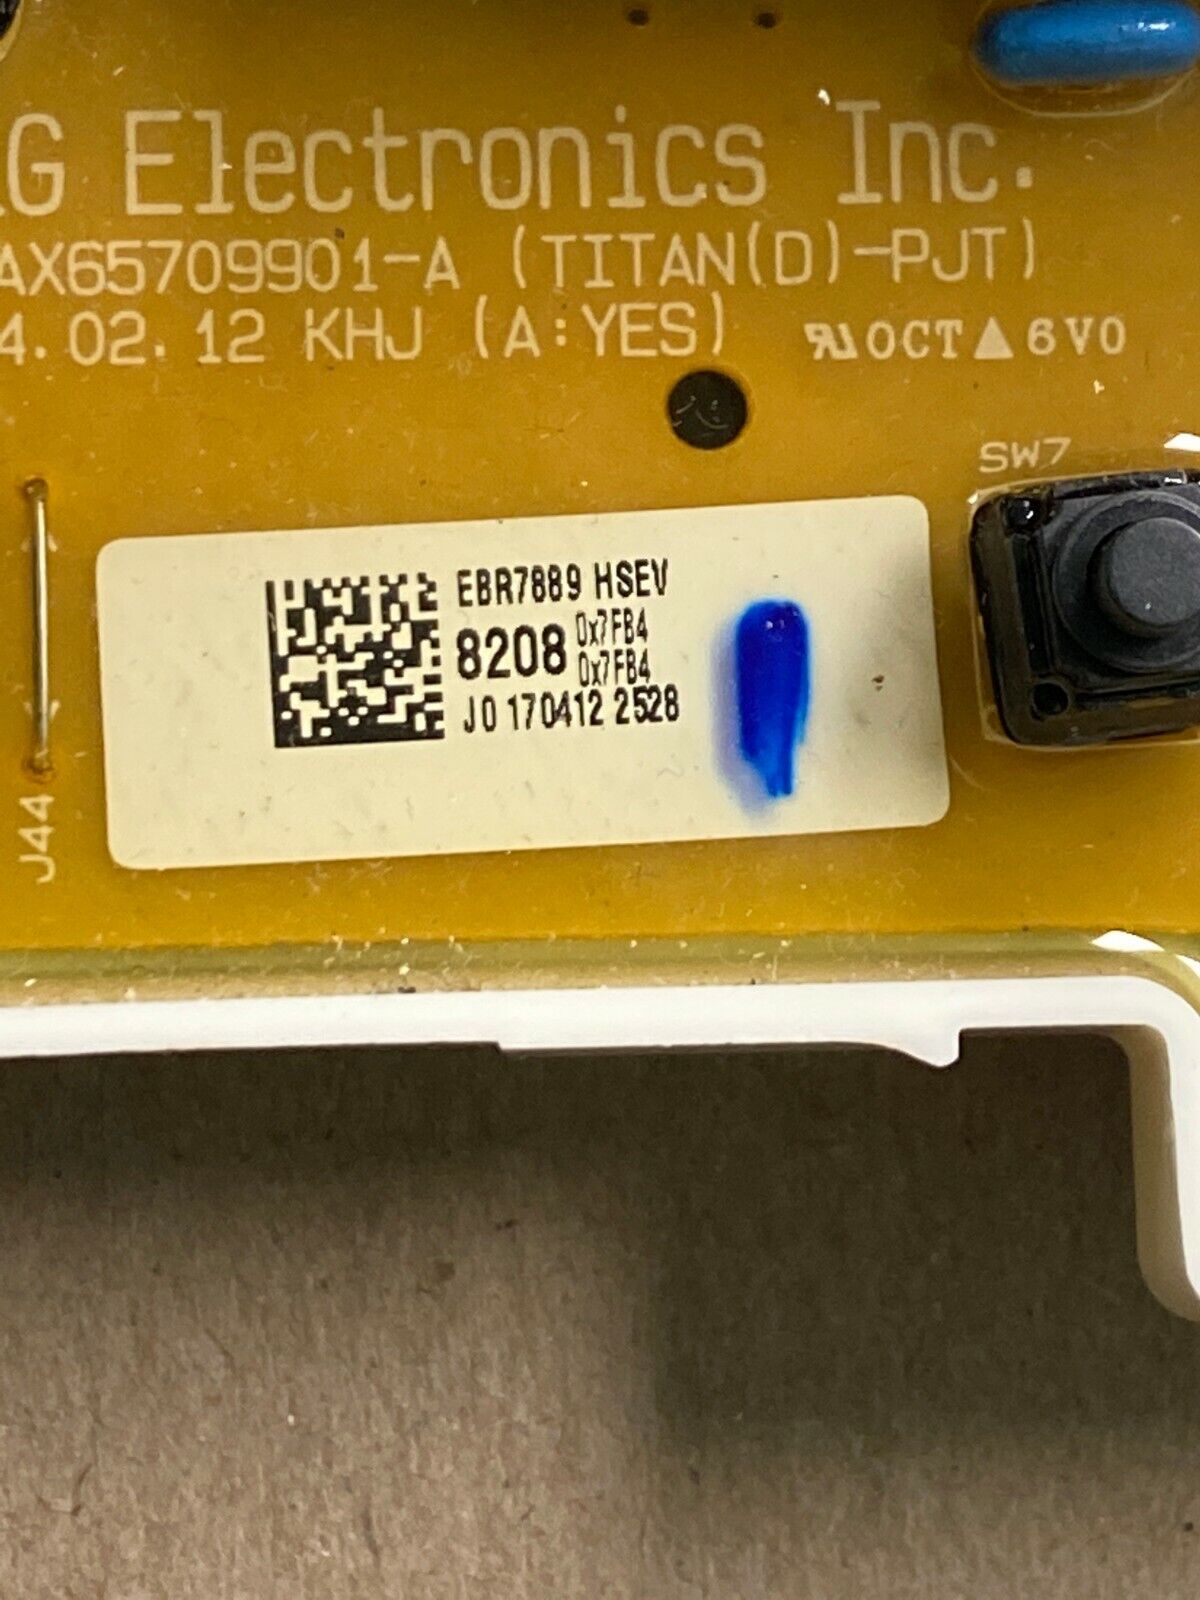 LG Electronics Inc.
AX65709901-A (TITAN(D)-PJT)
4.02.12 KHJ (A:YES) OCT▲6V0
SW7
EBR7889 HSEV
8208 0x7FB4
0x7FB4
J0 170412 2528
J44